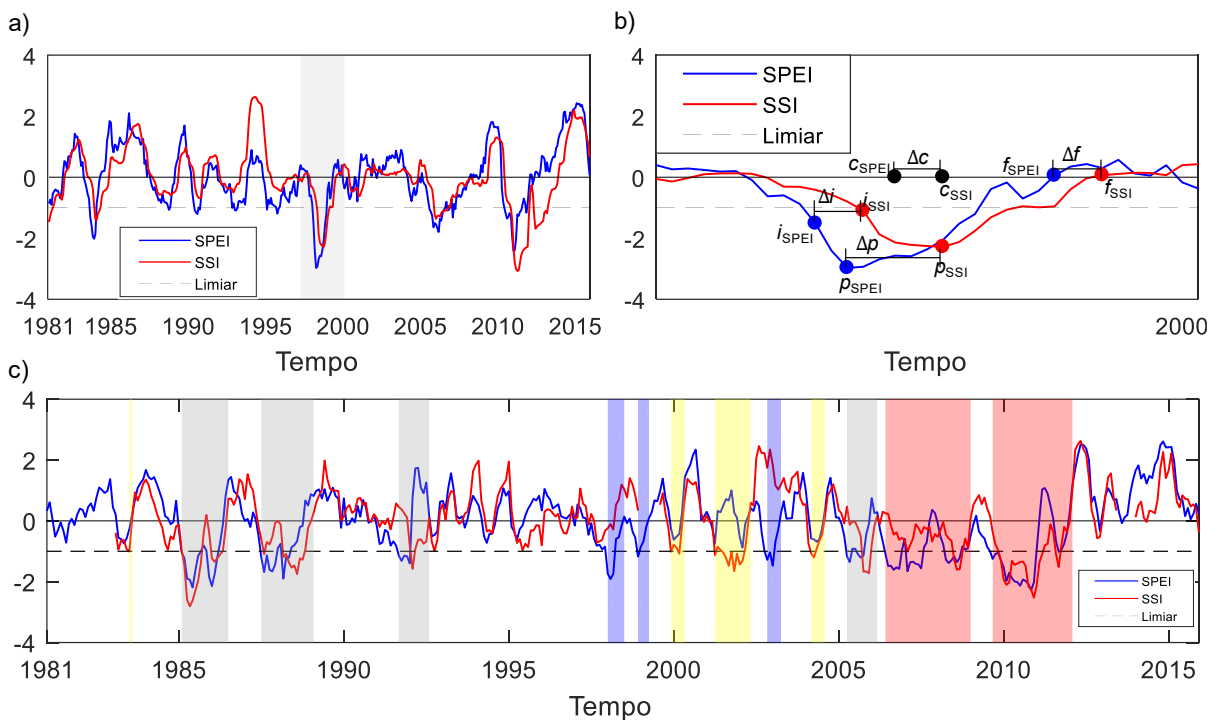 a)
4
2
0
-2
-4
SPEI
SSI
Limiar
1981 1985 1990 1995 2000 2005 2010 2015
Tempo
b)
4
2
0
-2
-4
SPEI
SSI
Limiar
cSPEI Δc cSSI
fSPEI Δf fSSI
iSPEI Δi iSSI
pSPEI Δp pSSI
2000
Tempo
c)
4
2
0
-2
-4
SPEI
SSI
Limiar
1981 1985 1990 1995 2000 2005 2010 2015
Tempo